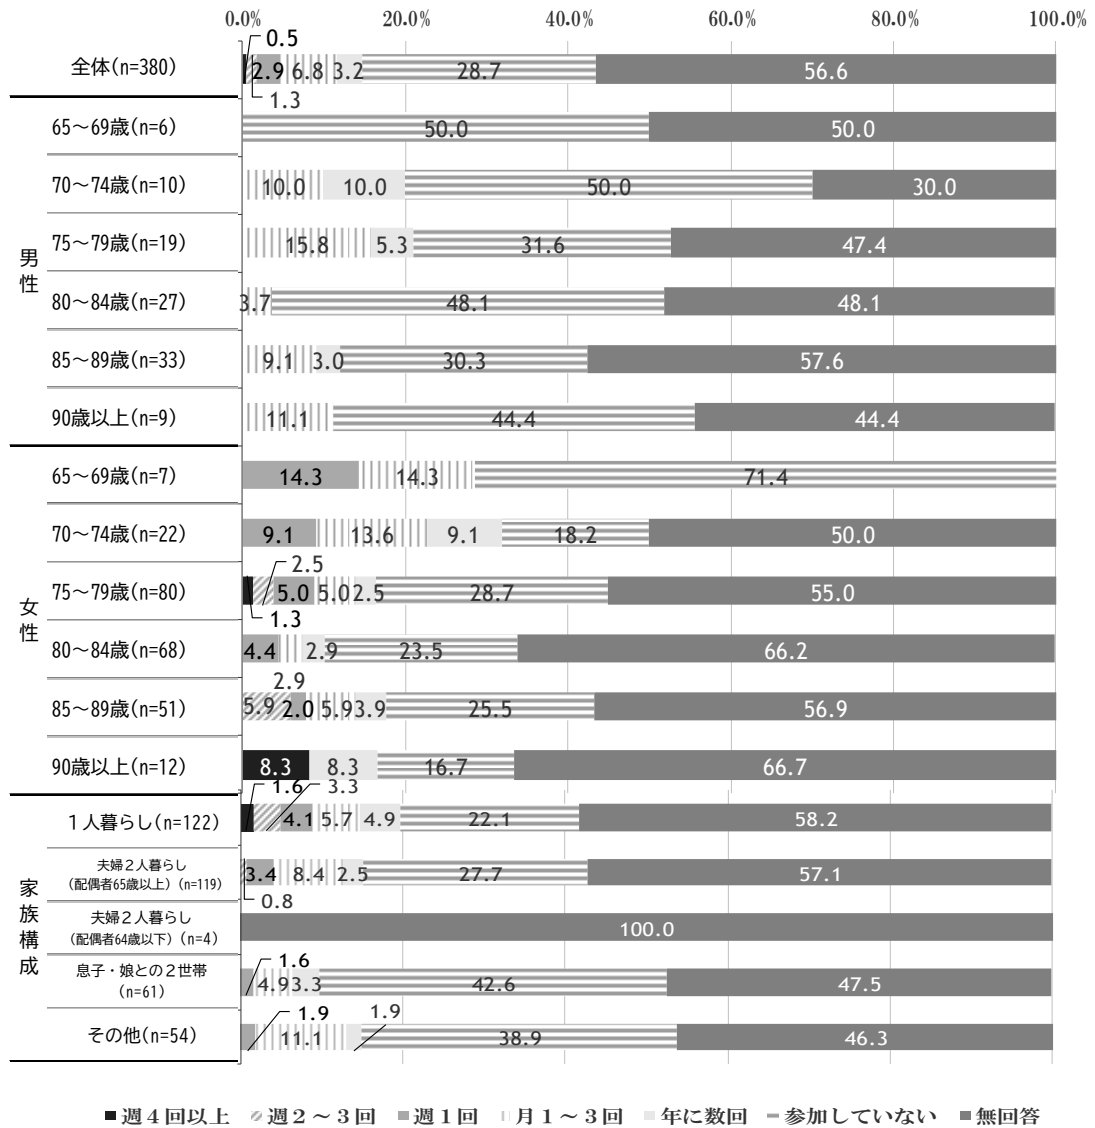 0.0% 20.0% 40.0% 60.0% 80.0% 100.0%
0.5
全体(n=380) 2.9 6.8 3.2 28.7 56.6
1.3
65～69歳(n=6) 50.0 50.0
70～74歳(n=10) 10.0 10.0 50.0 30.0
75～79歳(n=19) 15.8 5.3 31.6 47.4
男性
80～84歳(n=27) 3.7 48.1 48.1
85～89歳(n=33) 9.1 3.0 30.3 57.6
90歳以上(n=9) 11.1 44.4 44.4
65～69歳(n=7) 14.3 14.3 71.4
70～74歳(n=22) 9.1 13.6 9.1 18.2 50.0
2.5
75～79歳(n=80) 5.0 5.0 2.5 28.7 55.0
1.3
女性
80～84歳(n=68) 4.4 2.9 23.5 66.2
2.9
85～89歳(n=51) 5.9 2.0 5.9 3.9 25.5 56.9
90歳以上(n=12) 8.3 8.3 16.7 66.7
1.6 3.3
１人暮らし(n=122) 4.1 5.7 4.9 22.1 58.2
夫婦２人暮らし
(配偶者65歳以上)(n=119) 3.4 8.4 2.5 27.7 57.1
0.8
家族構成
夫婦２人暮らし
(配偶者64歳以下)(n=4) 100.0
1.6
息子・娘との２世帯
(n=61) 4.9 3.3 42.6 47.5
1.9 1.9
その他(n=54) 11.1 38.9 46.3
週４回以上 週２～３回 週１回 月１～３回 年に数回 参加していない 無回答